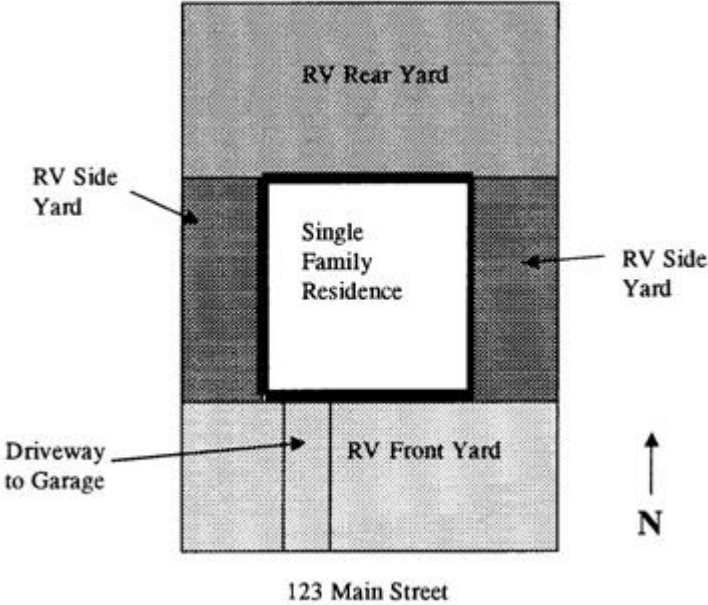 RV Rear Yard
RV Side
Yard
Single
Family
Residence
RV Side
Yard
Driveway
to Garage
RV Front Yard
N
123 Main Street